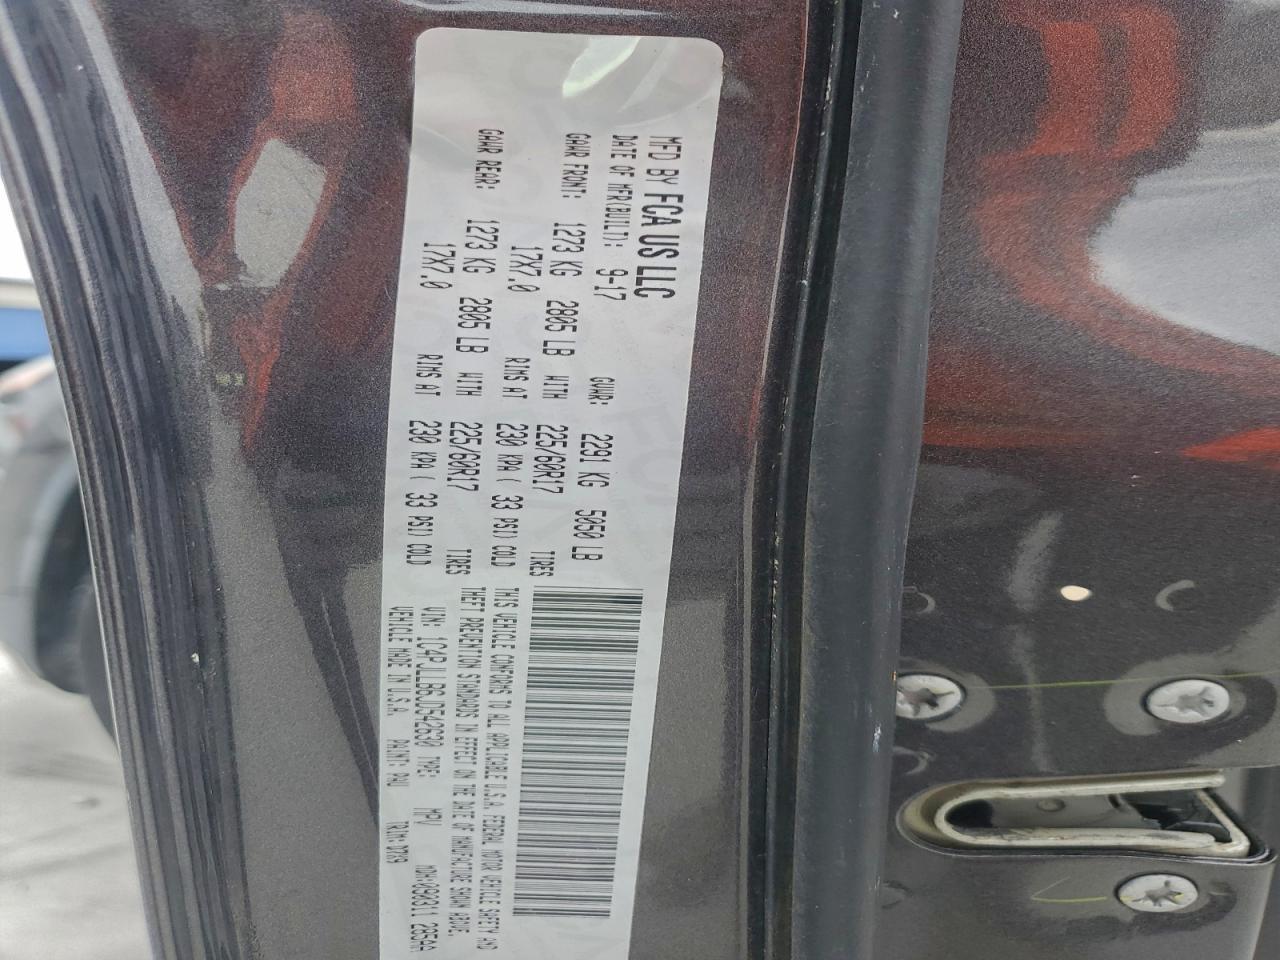 MFD BY FCA US LLC
DATE OF MFR(BUILT): 9-17 GVWR: 2291 KG 5050 LB
GAWR FRONT: 1273 KG 2805 LB WITH 225/60R17 TIRES
17X7.0 RIMS AT 230 KPA ( 33 PSI) COLD
GAWR REAR: 1273 KG 2805 LB WITH 225/60R17 TIRES
17X7.0 RIMS AT 230 KPA ( 33 PSI) COLD
THIS VEHICLE CONFORMS TO ALL APPLICABLE U.S.A. FEDERAL MOTOR VEHICLE SAFETY AND
THEFT PREVENTION STANDARDS IN EFFECT ON THE DATE OF MANUFACTURE SHOWN ABOVE.
VIN: 1C4PJLLB6JD542630 TYPE: MPV MDH:090311 285AA
VEHICLE MADE IN U.S.A. PAINT: PAU TRIM: